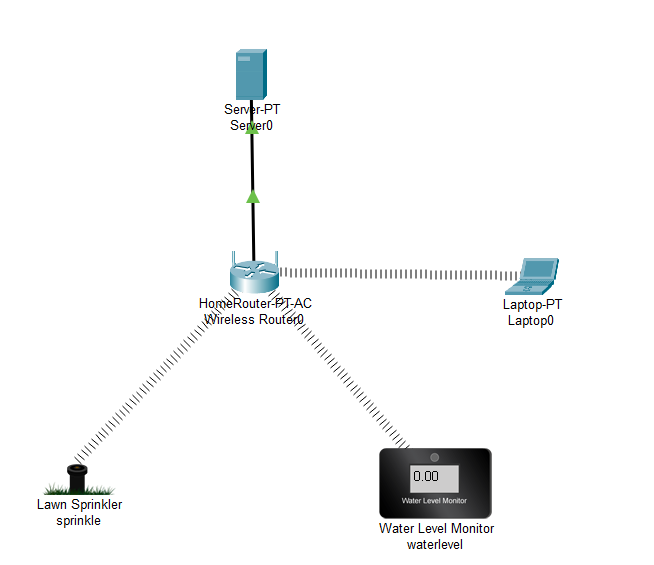 Server-PT
Server0
HomeRouter-PT-AC
Wireless Router0
Laptop-PT
Laptop0
0.00
Water Level Monitor
Lawn Sprinkler
sprinkle
Water Level Monitor
waterlevel